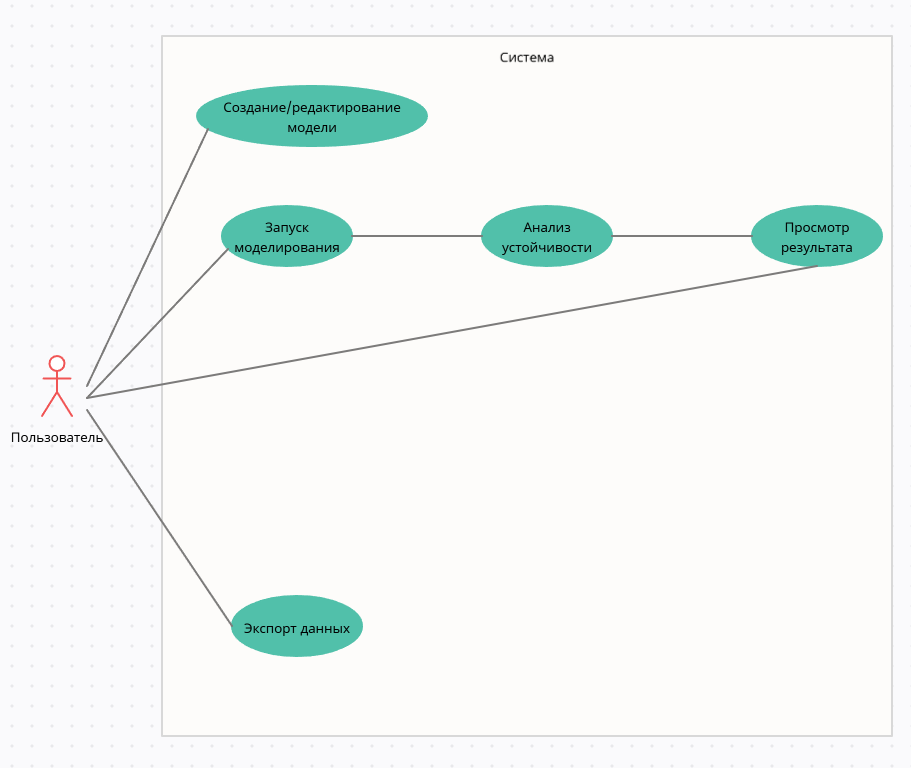 Система
Создание/редактирование
модели
Запуск
моделирования
Анализ
устойчивости
Просмотр
результата
Пользователь
Экспорт данных